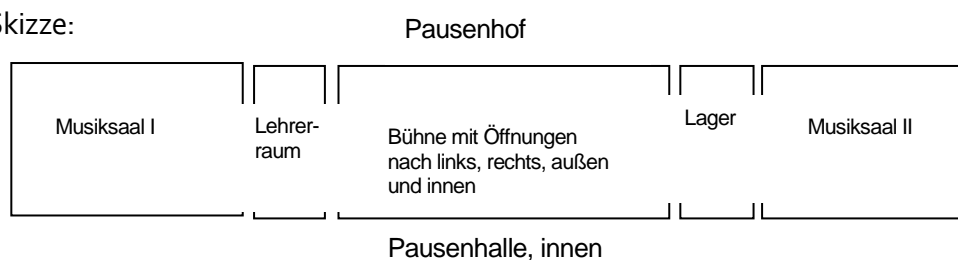 Skizze:
Pausenhof
Musiksaal I
Lehrer-
raum
Bühne mit Öffnungen
nach links, rechts, außen
und innen
Lager
Musiksaal II
Pausenhalle, innen